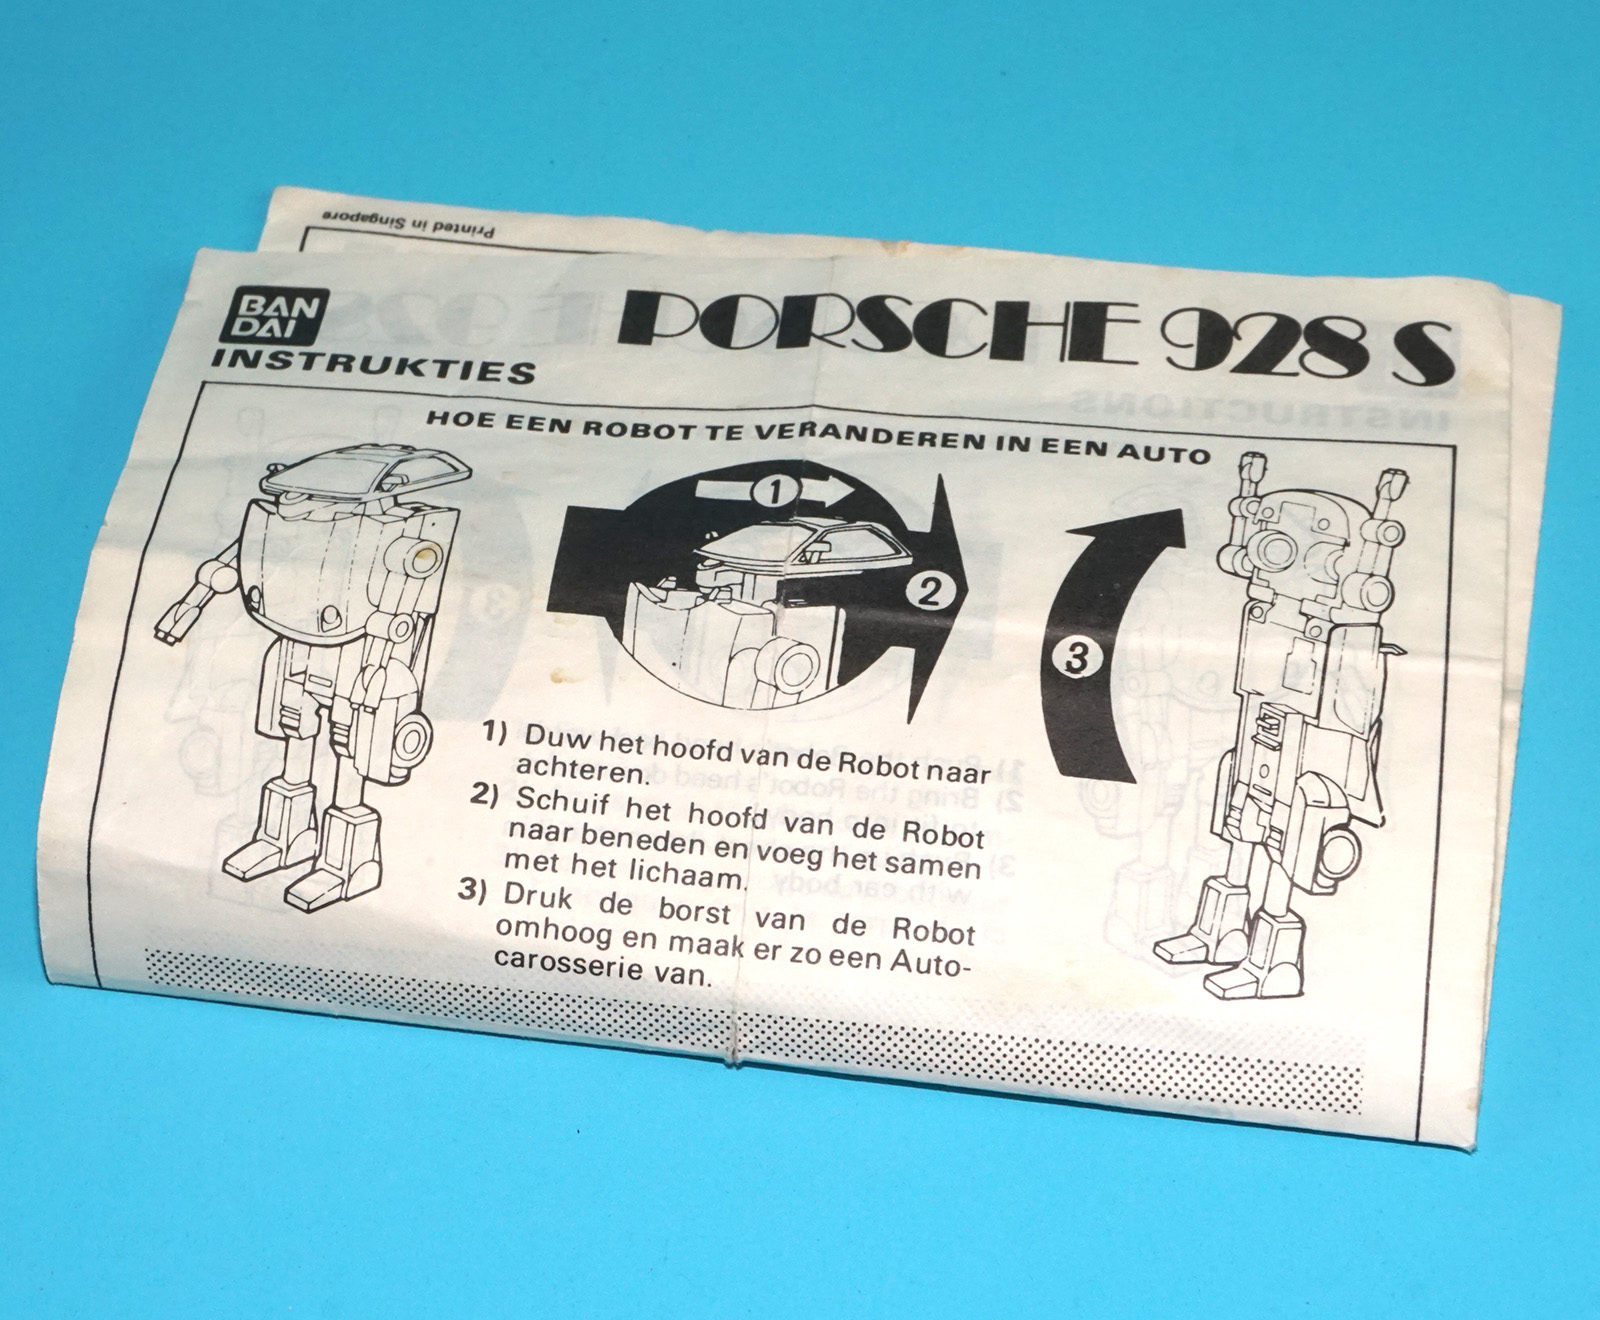 Printed in Singapore
BAN
DAI
PORSCHE 928 S
INSTRUKTIES
HOE EEN ROBOT TE VERANDEREN IN EEN AUTO
1
2
3
1) Duw het hoofd van de Robot naar
achteren.
2) Schuif het hoofd van de Robot
naar beneden en voeg het samen
met het lichaam.
3) Druk de borst van de Robot
omhoog en maak er zo een Auto-
carosserie van.